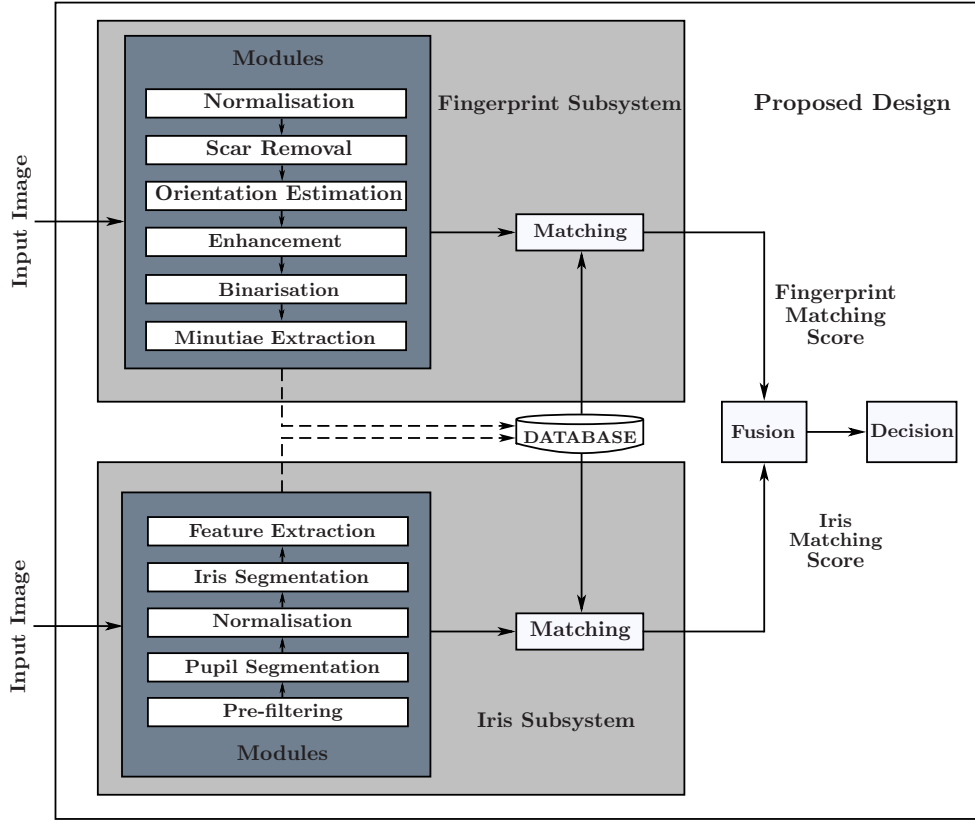 Modules
Normalisation
Scar Removal
Orientation Estimation
Enhancement
Binarisation
Minutiae Extraction
Fingerprint Subsystem
Proposed Design
Input Image
Matching
Fingerprint
Matching
Score
DATABASE
Fusion
Decision
Feature Extraction
Iris Segmentation
Normalisation
Pupil Segmentation
Pre-filtering
Modules
Input Image
Matching
Iris
Matching
Score
Iris Subsystem